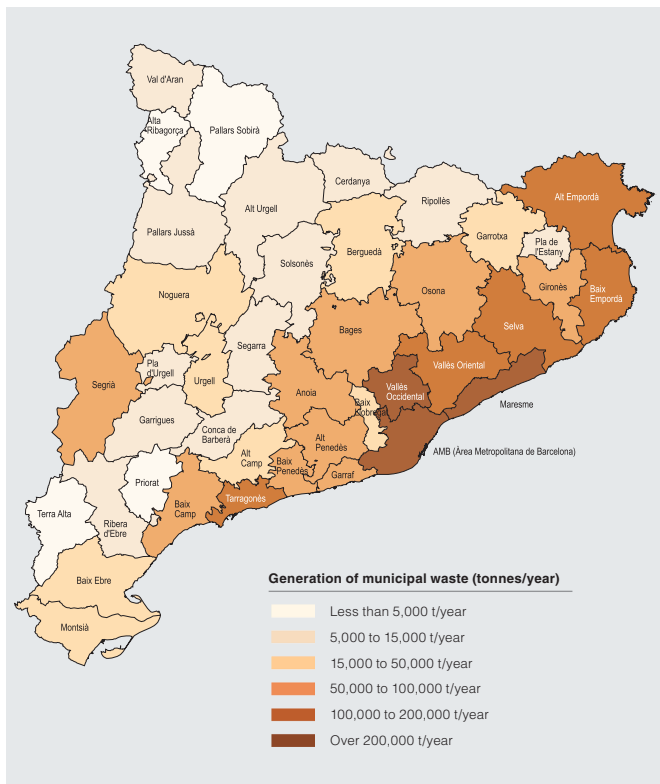 Val d'Aran
Alta
Ribagorça
Pallars Sobirà
Cerdanya
Ripollès
Alt Empordà
Alt Urgell
Garrotxa
Pallars Jussà
Berguedà
Pla de
l'Estany
Solsonès
Gironès
Baix
Empordà
Noguera
Osona
Selva
Bages
Segarra
Vallès Oriental
Pla
d'Urgell
Segrià
Urgell
Anoia
Vallès
Occidental
Baix
Llobregat
Maresme
Garrigues
Conca de
Barberà
Alt
Penedès
AMB (Àrea Metropolitana de Barcelona)
Alt
Camp
Baix
Penedès
Garraf
Priorat
Tarragonés
Terra Alta
Baix
Camp
Ribera
d'Ebre
Baix Ebre
Montsià
Generation of municipal waste (tonnes/year)
Less than 5,000 t/year
5,000 to 15,000 t/year
15,000 to 50,000 t/year
50,000 to 100,000 t/year
100,000 to 200,000 t/year
Over 200,000 t/year